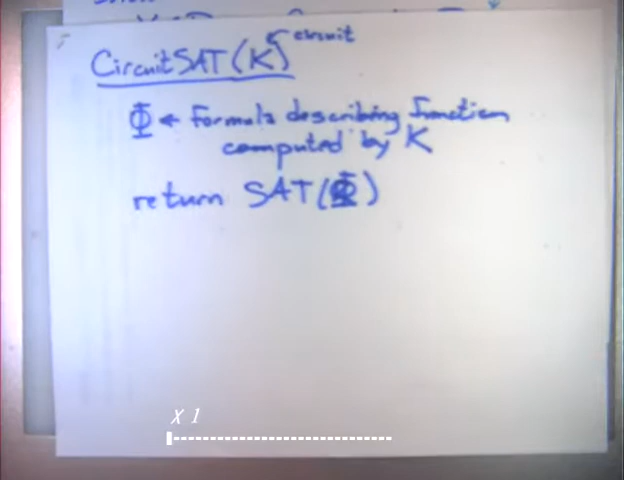 circuit
CircuitSAT(K)
Φ ← formula describing function
computed by K
return SAT(Φ)
X 1